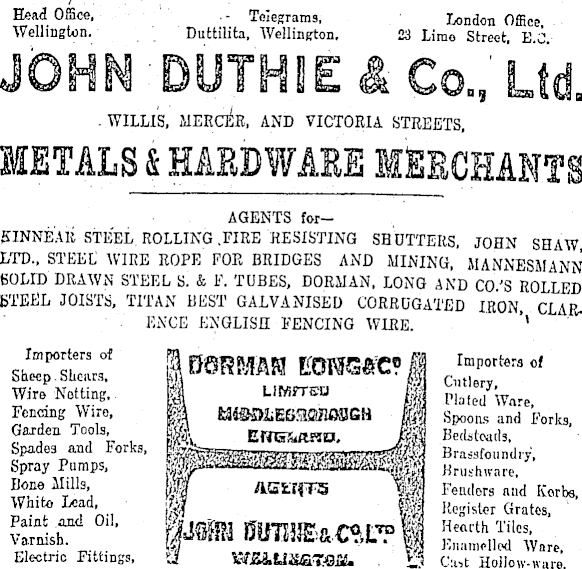 Head Office,
Wellington.
Telegrams,
Duttilita, Wellington.
London Office,
23 Lime Street, E.C.
JOHN DUTHIE & Co., Ltd.
WILLIS, MERCER, AND VICTORIA STREETS,
METALS & HARDWARE MERCHANTS
AGENTS for—
KINNEAR STEEL ROLLING FIRE RESISTING SHUTTERS, JOHN SHAW,
LTD., STEEL WIRE ROPE FOR BRIDGES AND MINING, MANNESMANN
SOLID DRAWN STEEL S. & F. TUBES, DORMAN, LONG AND CO.'S ROLLED
STEEL JOISTS, TITAN BEST GALVANISED CORRUGATED IRON, CLAR-
ENCE ENGLISH FENCING WIRE.
Importers of
Sheep Shears,
Wire Netting,
Fencing Wire,
Garden Tools,
Spades and Forks,
Spray Pumps,
Bone Mills,
White Lead,
Paint and Oil,
Varnish.
Electric Fittings,
DORMAN LONG & Co
LIMITED
MIDDLESBOROUGH
ENGLAND.
AGENTS
JOHN DUTHIE & Co. LTD
WELLINGTON.
Importers of
Cutlery,
Plated Ware,
Spoons and Forks,
Bedsteads,
Brassfoundry,
Brushware,
Fenders and Kerbs,
Register Grates,
Hearth Tiles,
Enamelled Ware,
Cast Hollow-ware.